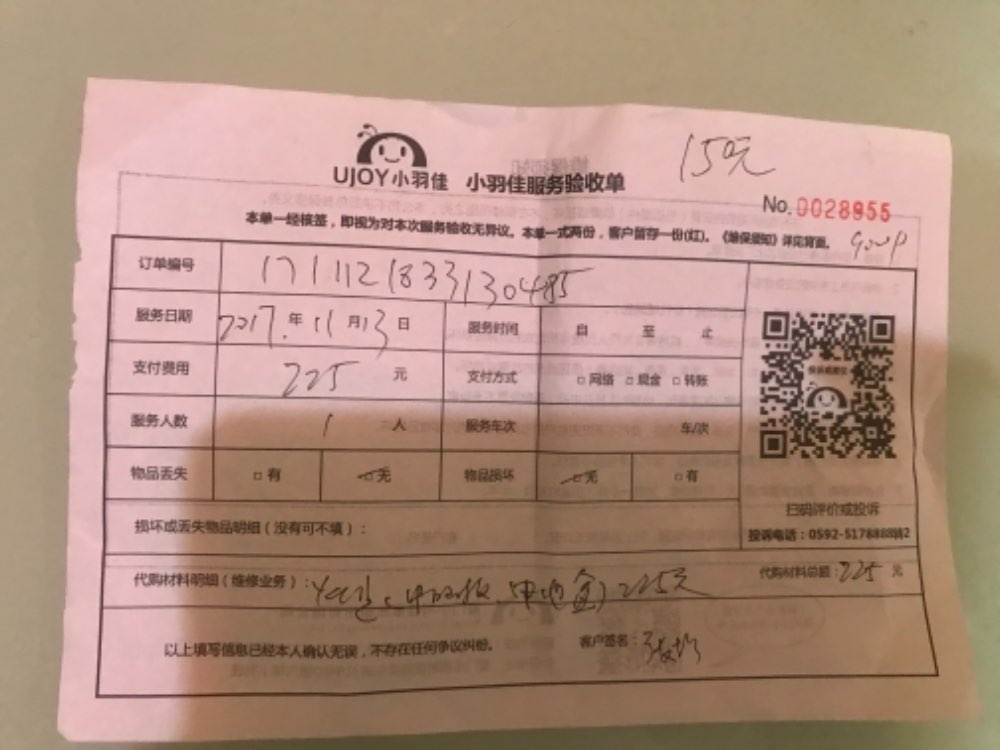 15元
UJOY小羽佳 小羽佳服务验收单
No.0028955
本单一经核签，即视为对本次服务验收无异议。本单一式两份，客户留存一份(红)。《维保须知》详见背面。
订单编号 171112183313０485
服务日期 2017年11月13日 服务时间 自 至 止
支付费用 225 元 支付方式 □网络 □现金 □转账
服务人数 1 人 服务车次 车/次
物品丢失 □有 □无 物品损坏 □无 □有
扫码评价或投诉
损坏或丢失物品明细（没有可不填）：
投诉电话：0592-5178888转2
代购材料明细（维修业务）： 225元 代购材料总额：225 元
以上填写信息已经本人确认无误，不存在任何争议纠纷。 客户签名：